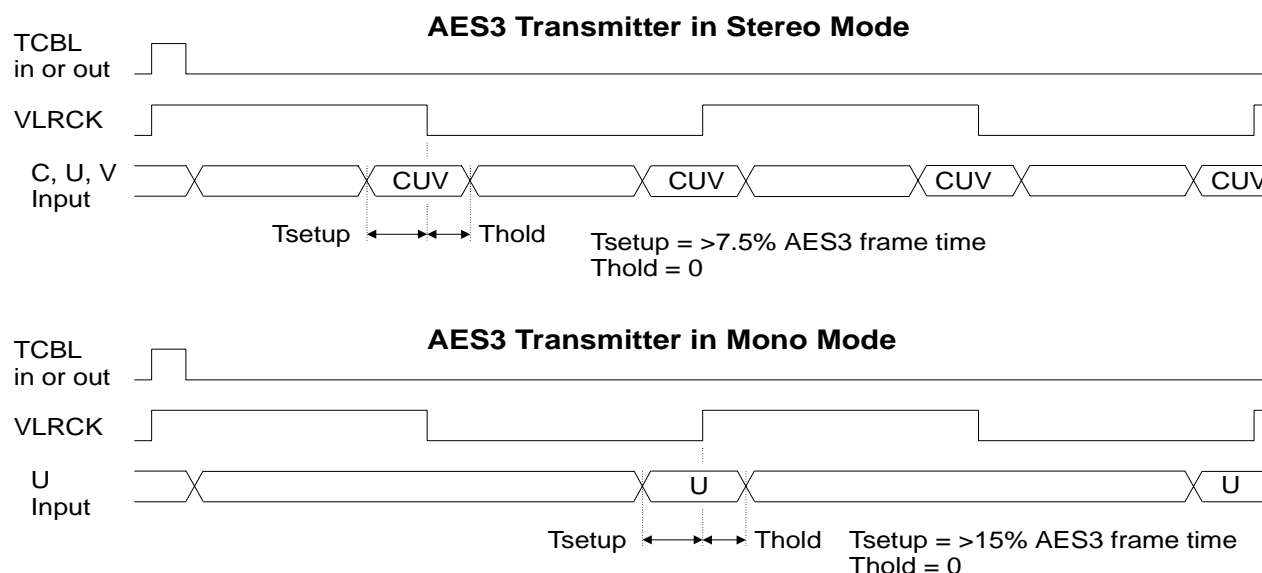 AES3 Transmitter in Stereo Mode
TCBL
in or out
VLRCK
C, U, V
Input
CUV CUV CUV CUV
Tsetup Thold
Tsetup = >7.5% AES3 frame time
Thold = 0
AES3 Transmitter in Mono Mode
TCBL
in or out
VLRCK
U
Input
U U
Tsetup Thold
Tsetup = >15% AES3 frame time
Thold = 0